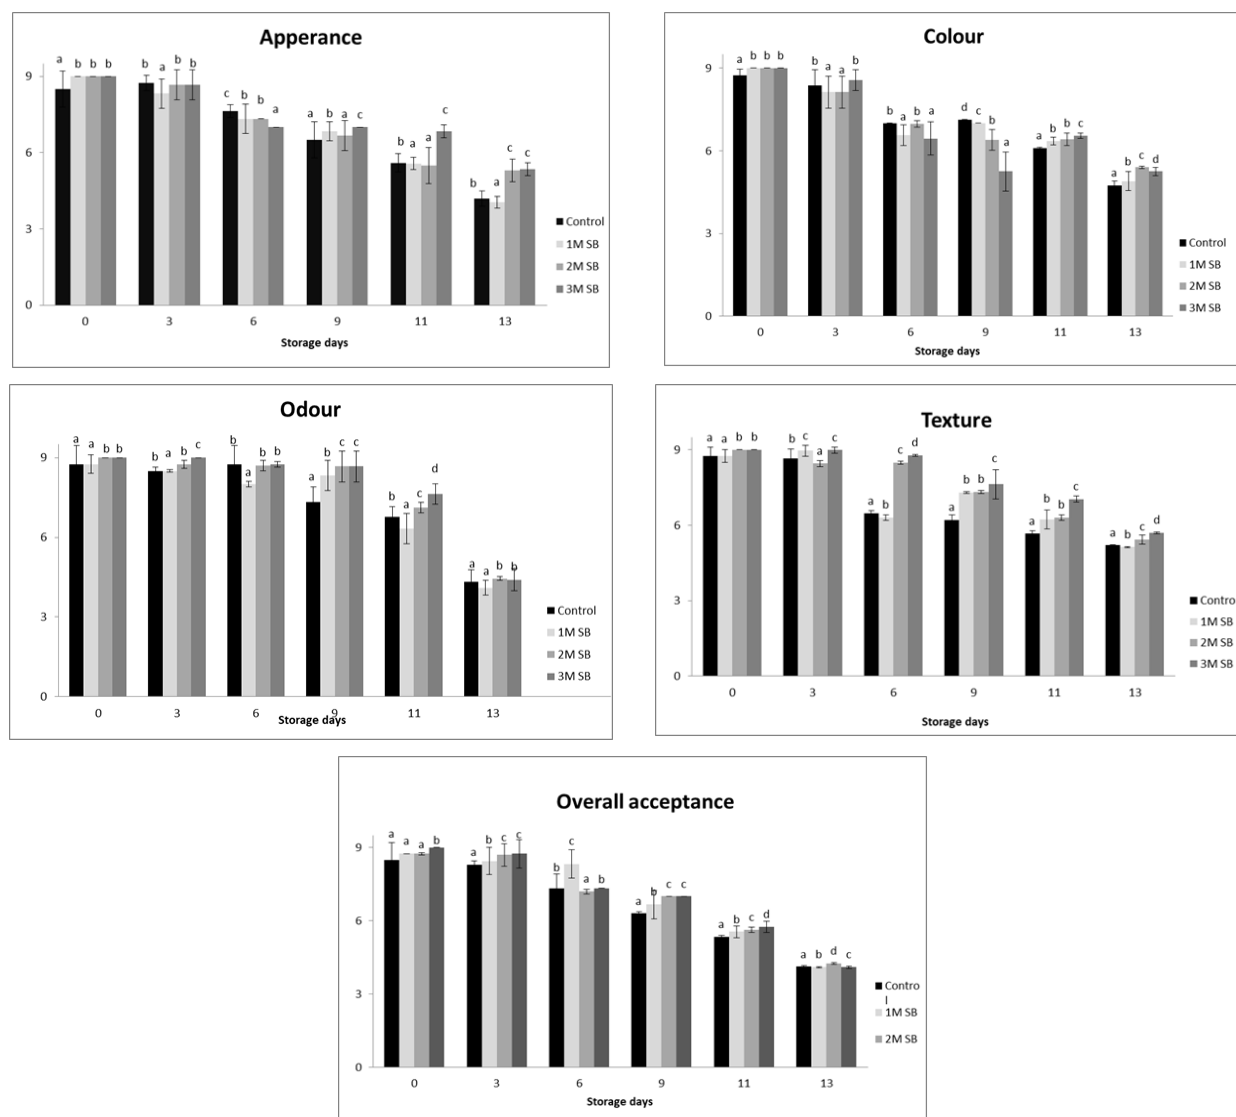 Apperance
a b b b b a b b c b b a a b a c b a a c b a c c
9
6
3
0
0 3 6 9 11 13
Storage days
Control
1M SB
2M SB
3M SB
Colour
a b b b a a a b b a b a d c b a a b b c a b c d
9
6
3
0
0 3 6 9 11 13
Storage days
Control
1M SB
2M SB
3M SB
Odour
a a b b b a b c b a b b a b c c b a c d a a b b
9
6
3
0
0 3 6 9 11 13
Storage days
Control
1M SB
2M SB
3M SB
Texture
a a b b b c a c b a c d a b b c a b b c a b c d
9
6
3
0
0 3 6 9 11 13
Storage days
Contro
1M SB
2M SB
3M SB
Overall acceptance
a a a b a b c c b c a b a b c c a b c d a b d c
9
6
3
0
0 3 6 9 11 13
Storage days
Contro
l
1M SB
2M SB